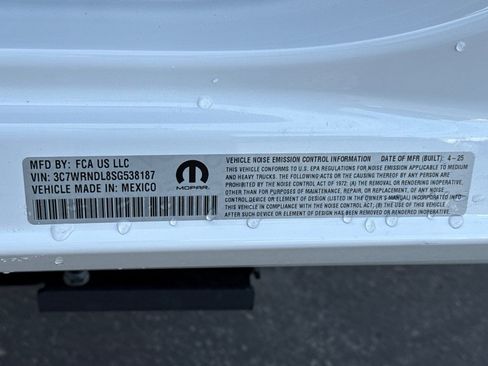 MFD BY: FCA US LLC
VIN: 3C7WRNDL8SG538187
VEHICLE MADE IN: MEXICO
MOPAR
VEHICLE NOISE EMISSION CONTROL INFORMATION DATE OF MFR (BUILT): 4-25
THIS VEHICLE CONFORMS TO U.S. EPA REGULATIONS FOR NOISE EMISSION APPLICABLE TO MEDIUM
AND HEAVY TRUCKS. THE FOLLOWING ACTS OR THE CAUSING THEREOF BY ANY PERSON ARE
PROHIBITED BY THE NOISE CONTROL ACT OF 1972: (A) THE REMOVAL OR RENDERING INOPERATIVE,
OTHER THAN FOR PURPOSES OF MAINTENANCE, REPAIR, OR REPLACEMENT, OF ANY NOISE
CONTROL DEVICE OR ELEMENT OF DESIGN (LISTED IN THE OWNER'S MANUAL) INCORPORATED INTO
THIS VEHICLE IN COMPLIANCE WITH THE NOISE CONTROL ACT; (B) THE USE OF THIS VEHICLE
AFTER SUCH DEVICE OR ELEMENT OF DESIGN HAS BEEN REMOVED OR RENDERED INOPERATIVE.